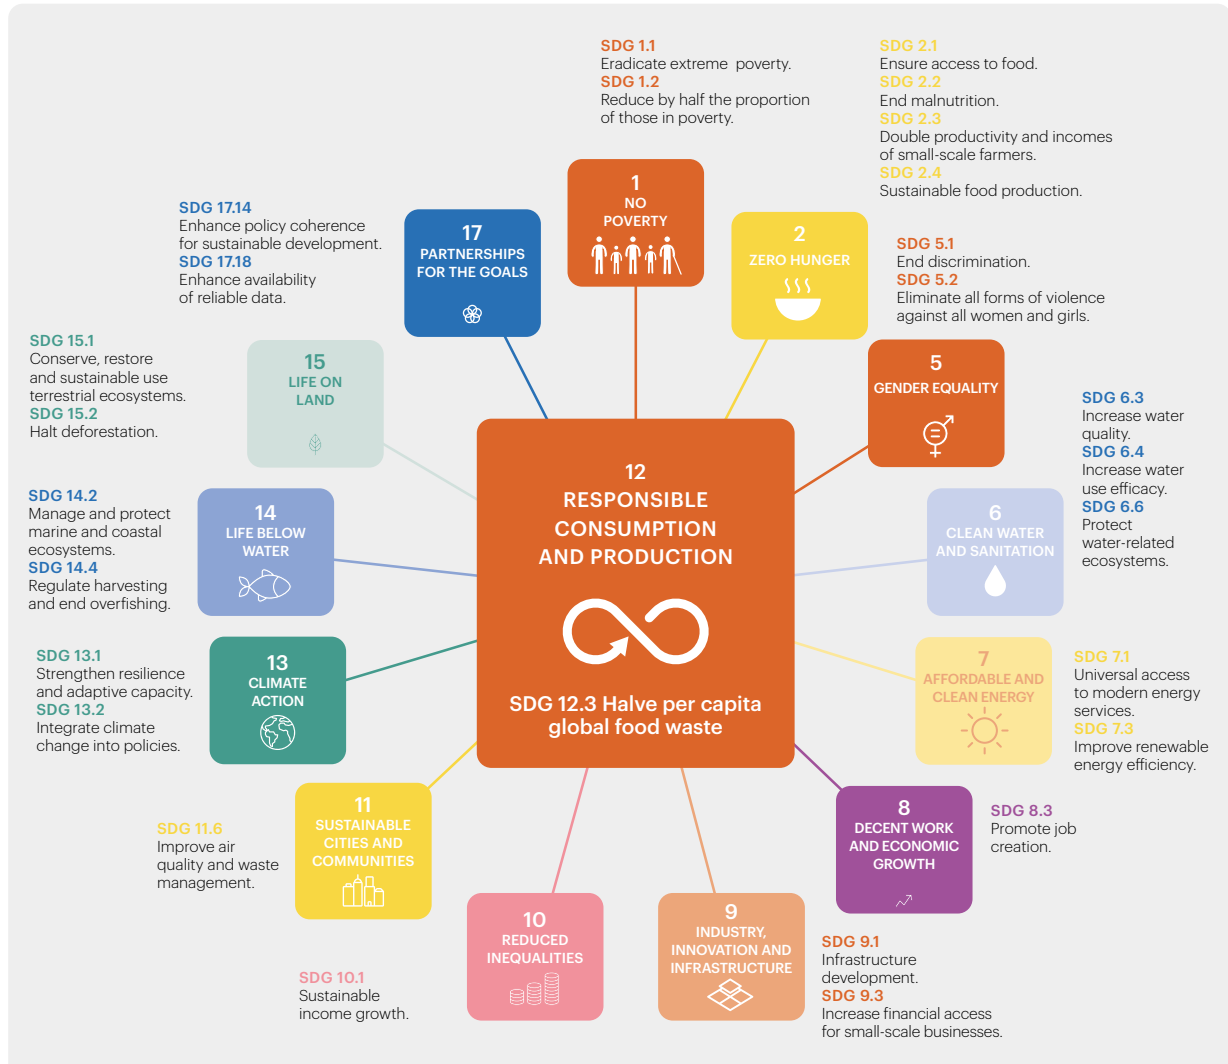 SDG 1.1
Eradicate extreme poverty.
SDG 1.2
Reduce by half the proportion
of those in poverty.
SDG 2.1
Ensure access to food.
SDG 2.2
End malnutrition.
SDG 2.3
Double productivity and incomes
of small-scale farmers.
SDG 2.4
Sustainable food production.
1
NO
POVERTY
2
ZERO HUNGER
SDG 17.14
Enhance policy coherence
for sustainable development.
SDG 17.18
Enhance availability
of reliable data.
17
PARTNERSHIPS
FOR THE GOALS
SDG 5.1
End discrimination.
SDG 5.2
Eliminate all forms of violence
against all women and girls.
5
GENDER EQUALITY
SDG 15.1
Conserve, restore
and sustainable use
terrestrial ecosystems.
SDG 15.2
Halt deforestation.
15
LIFE ON
LAND
12
RESPONSIBLE
CONSUMPTION
AND PRODUCTION
SDG 12.3 Halve per capita
global food waste
SDG 6.3
Increase water
quality.
SDG 6.4
Increase water
use efficacy.
SDG 6.6
Protect
water-related
ecosystems.
6
CLEAN WATER
AND SANITATION
SDG 14.2
Manage and protect
marine and coastal
ecosystems.
SDG 14.4
Regulate harvesting
and end overfishing.
14
LIFE BELOW
WATER
7
AFFORDABLE AND
CLEAN ENERGY
SDG 7.1
Universal access
to modern energy
services.
SDG 7.3
Improve renewable
energy efficiency.
SDG 13.1
Strengthen resilience
and adaptive capacity.
SDG 13.2
Integrate climate
change into policies.
13
CLIMATE
ACTION
8
DECENT WORK
AND ECONOMIC
GROWTH
SDG 8.3
Promote job
creation.
SDG 11.6
Improve air
quality and waste
management.
11
SUSTAINABLE
CITIES AND
COMMUNITIES
10
REDUCED
INEQUALITIES
SDG 10.1
Sustainable
income growth.
9
INDUSTRY,
INNOVATION AND
INFRASTRUCTURE
SDG 9.1
Infrastructure
development.
SDG 9.3
Increase financial access
for small-scale businesses.